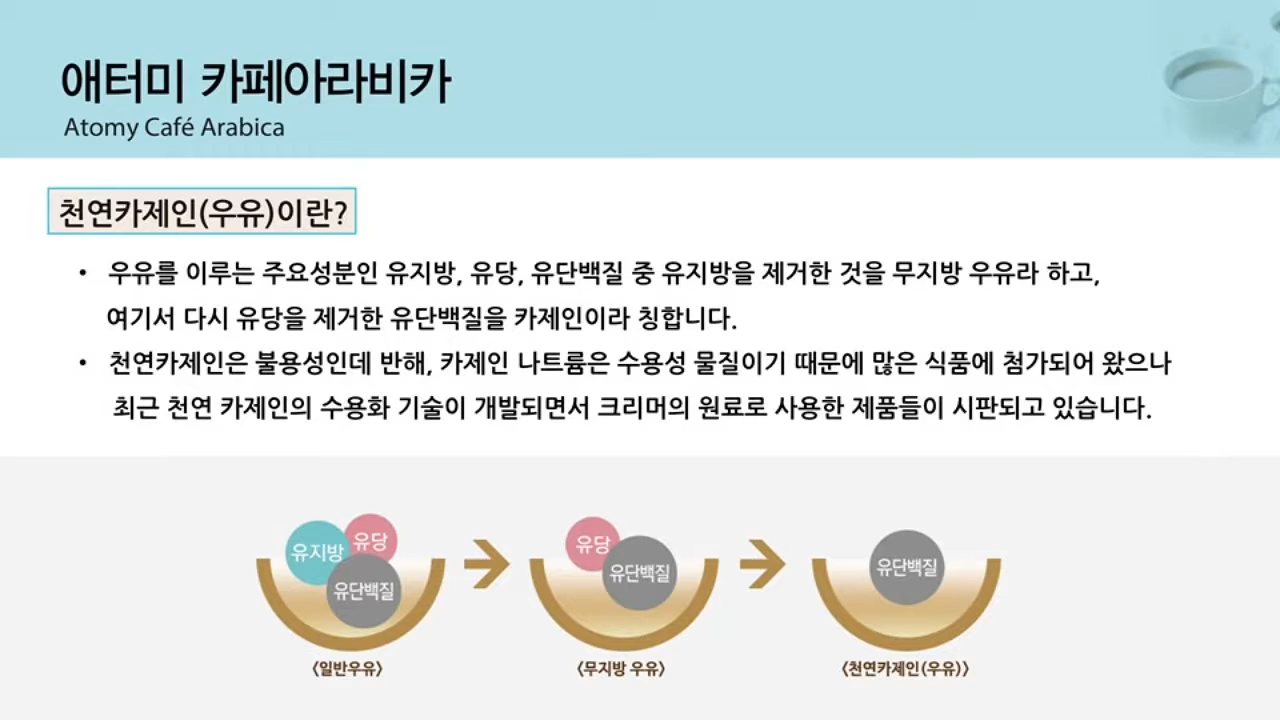 애터미 카페아라비카
Atomy Café Arabica
천연카제인(우유)이란?
• 우유를 이루는 주요성분인 유지방, 유당, 유단백질 중 유지방을 제거한 것을 무지방 우유라 하고,
여기서 다시 유당을 제거한 유단백질을 카제인이라 칭합니다.
• 천연카제인은 불용성인데 반해, 카제인 나트륨은 수용성 물질이기 때문에 많은 식품에 첨가되어 왔으나
최근 천연 카제인의 수용화 기술이 개발되면서 크리머의 원료로 사용한 제품들이 시판되고 있습니다.
유지방
유당
유단백질
유당
유단백질
유단백질
〈일반우유〉
〈무지방 우유〉
〈천연카제인(우유)〉